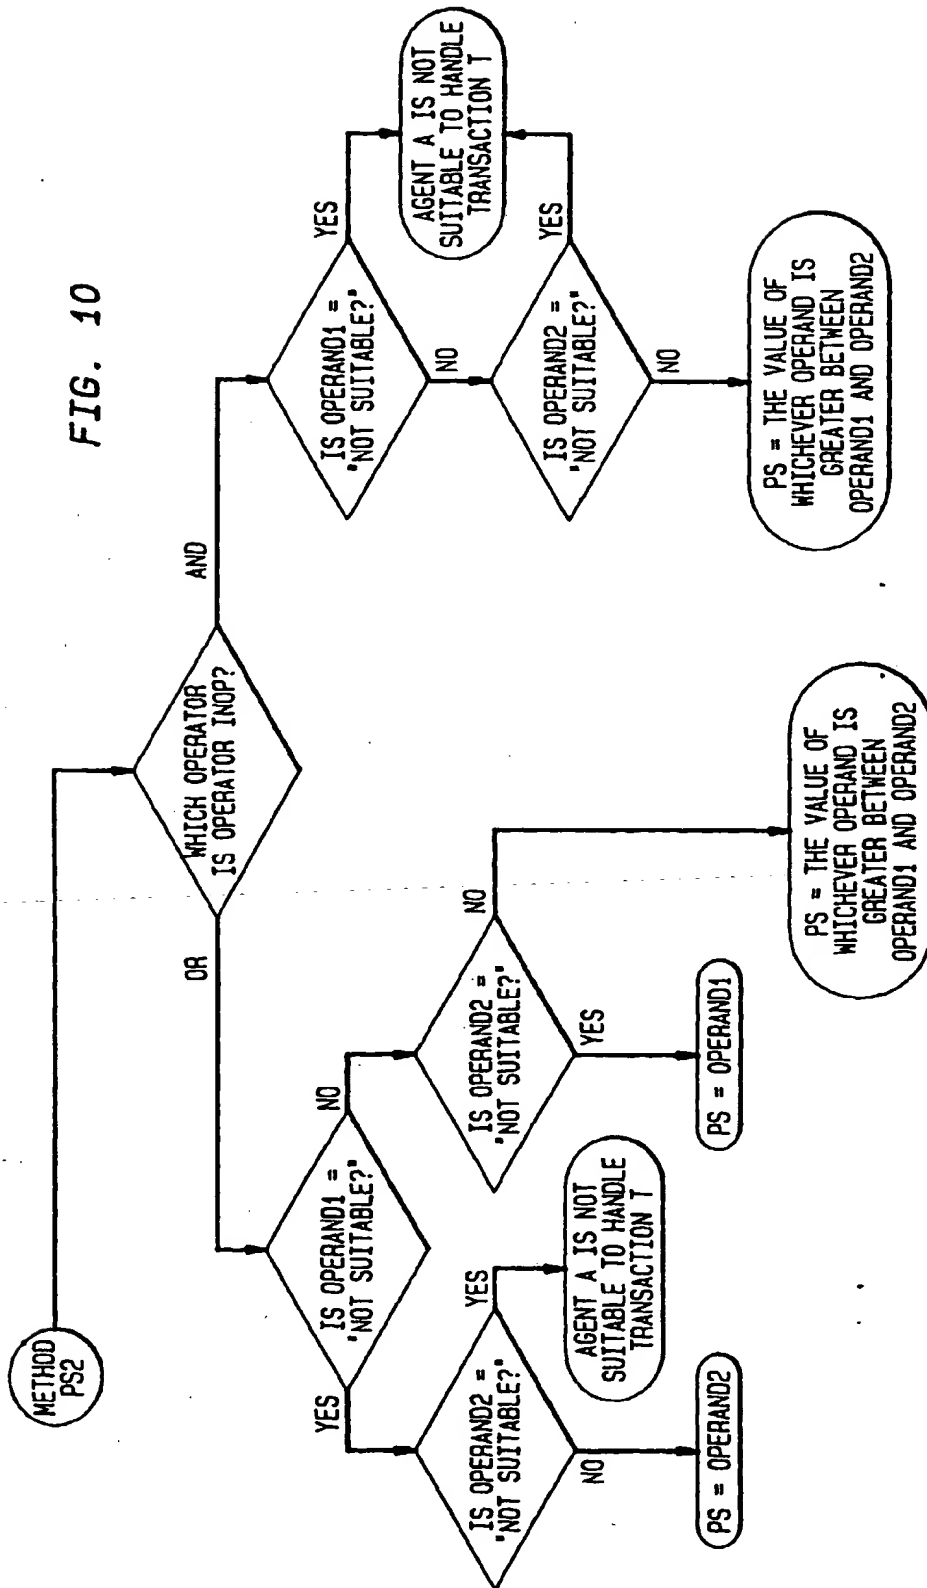 FIG. 10
METHOD
PS2
WHICH OPERATOR
IS OPERATOR INOP?
OR
AND
IS OPERAND1 =
"NOT SUITABLE?"
YES
NO
IS OPERAND2 =
"NOT SUITABLE?"
YES
NO
AGENT A IS NOT
SUITABLE TO HANDLE
TRANSACTION T
PS = OPERAND2
IS OPERAND2 =
"NOT SUITABLE?"
NO
YES
PS = OPERAND1
PS = THE VALUE OF
WHICHEVER OPERAND IS
GREATER BETWEEN
OPERAND1 AND OPERAND2
IS OPERAND1 =
"NOT SUITABLE?"
YES
NO
AGENT A IS NOT
SUITABLE TO HANDLE
TRANSACTION T
IS OPERAND2 =
"NOT SUITABLE?"
YES
NO
PS = THE VALUE OF
WHICHEVER OPERAND IS
GREATER BETWEEN
OPERAND1 AND OPERAND2